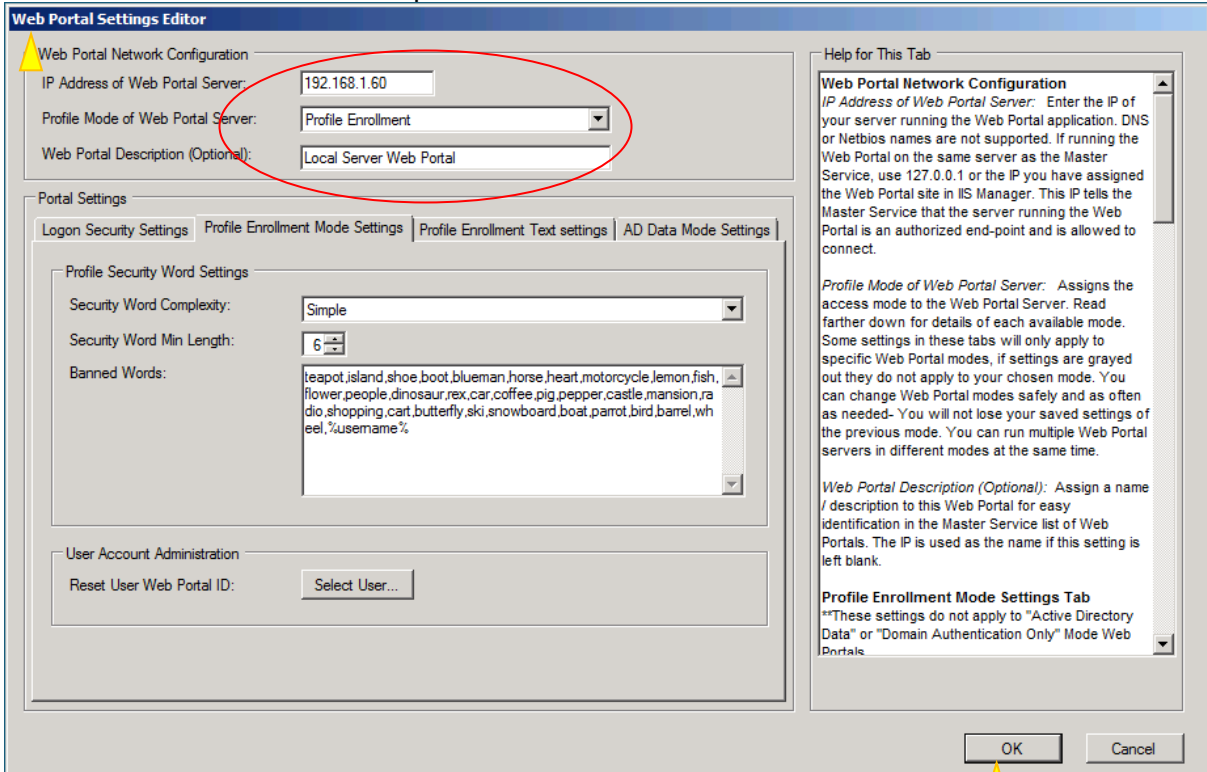 Web Portal Settings Editor
Web Portal Network Configuration
IP Address of Web Portal Server:
192.168.1.60
Profile Mode of Web Portal Server:
Profile Enrollment
Web Portal Description (Optional):
Local Server Web Portal
Portal Settings
Logon Security Settings
Profile Enrollment Mode Settings
Profile Enrollment Text settings
AD Data Mode Settings
Profile Security Word Settings
Security Word Complexity:
Simple
Security Word Min Length:
6
Banned Words:
teapot,island,shoe,boot,blueman,horse,heart,motorcycle,lemon,fish,
flower,people,dinosaur,rex,car,coffee,pig,pepper,castle,mansion,ra
dio,shopping,cart,butterfly,ski,snowboard,boat,parrot,bird,barrel,wh
eel,%username%
User Account Administration
Reset User Web Portal ID:
Select User...
Help for This Tab
Web Portal Network Configuration
IP Address of Web Portal Server: Enter the IP of
your server running the Web Portal application. DNS
or Netbios names are not supported. If running the
Web Portal on the same server as the Master
Service, use 127.0.0.1 or the IP you have assigned
the Web Portal site in IIS Manager. This IP tells the
Master Service that the server running the Web
Portal is an authorized end-point and is allowed to
connect.
Profile Mode of Web Portal Server: Assigns the
access mode to the Web Portal Server. Read
farther down for details of each available mode.
Some settings in these tabs will only apply to
specific Web Portal modes, if settings are grayed
out they do not apply to your chosen mode. You
can change Web Portal modes safely and as often
as needed- You will not lose your saved settings of
the previous mode. You can run multiple Web Portal
servers in different modes at the same time.
Web Portal Description (Optional): Assign a name
/ description to this Web Portal for easy
identification in the Master Service list of Web
Portals. The IP is used as the name if this setting is
left blank.
Profile Enrollment Mode Settings Tab
**These settings do not apply to "Active Directory
Data" or "Domain Authentication Only" Mode Web
Portals
OK
Cancel